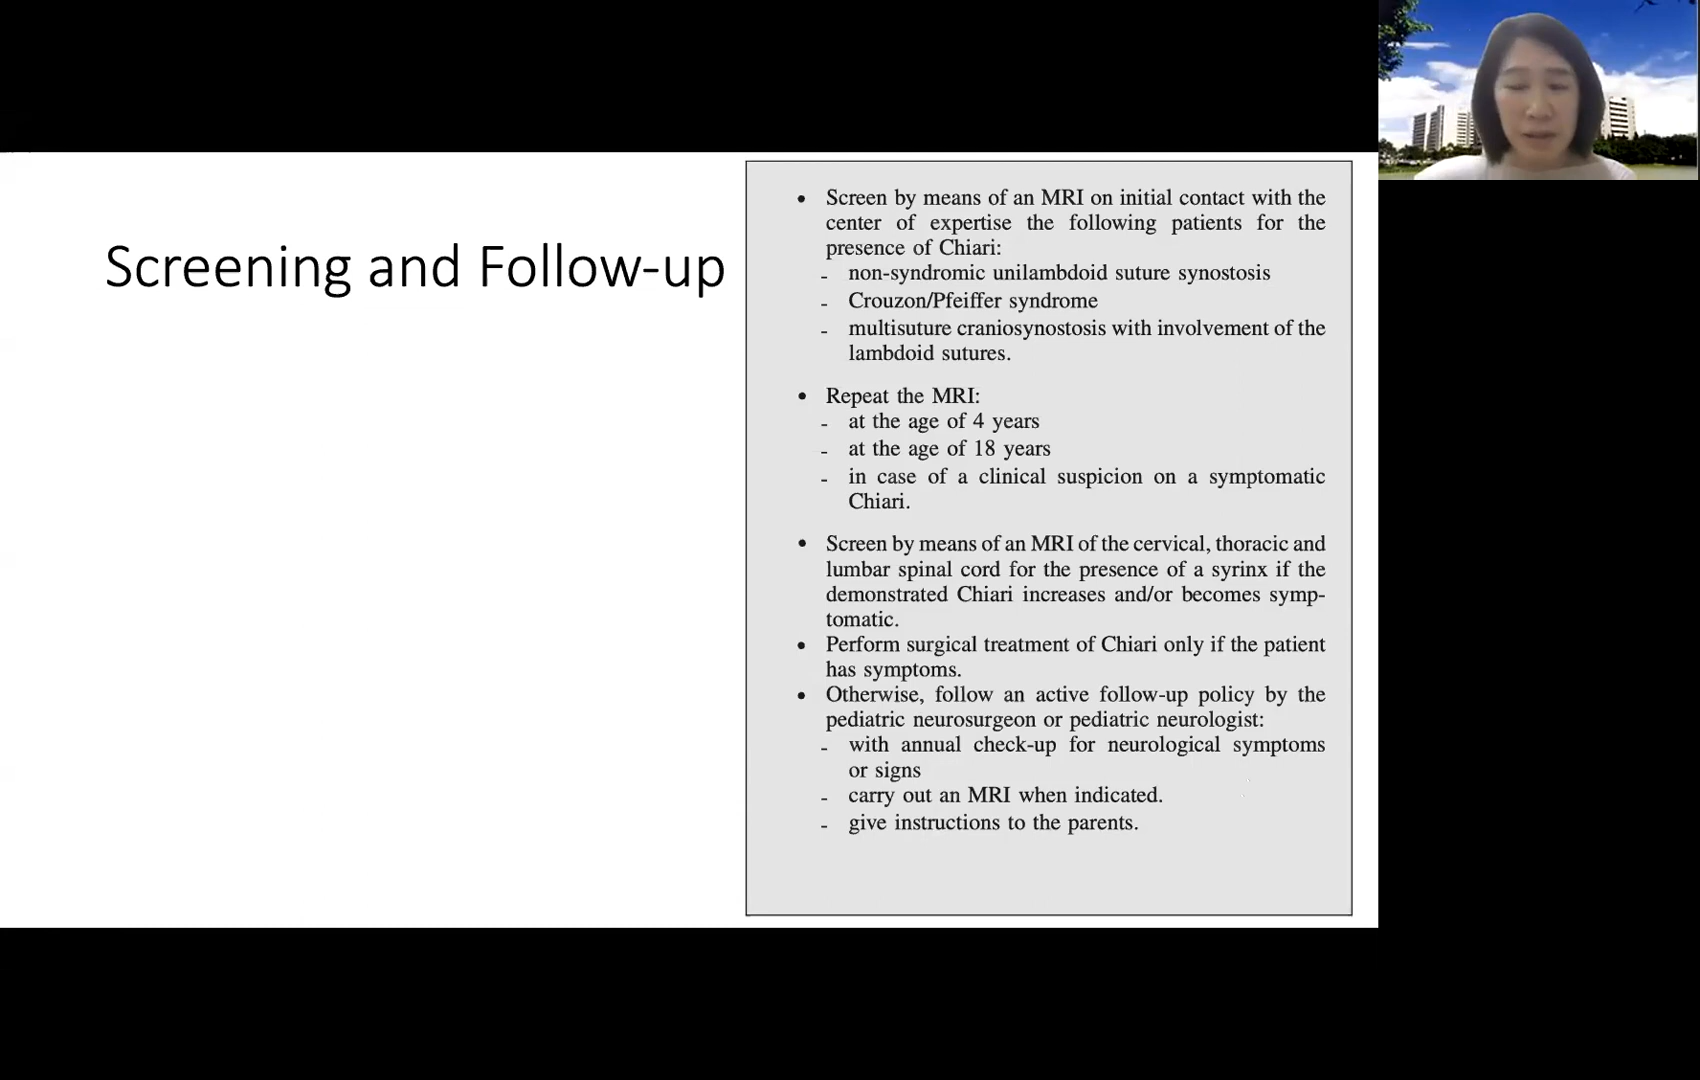 Screening and Follow-up
• Screen by means of an MRI on initial contact with the
center of expertise the following patients for the
presence of Chiari:
- non-syndromic unilambdoid suture synostosis
- Crouzon/Pfeiffer syndrome
- multisuture craniosynostosis with involvement of the
lambdoid sutures.
• Repeat the MRI:
- at the age of 4 years
- at the age of 18 years
- in case of a clinical suspicion on a symptomatic
Chiari.
• Screen by means of an MRI of the cervical, thoracic and
lumbar spinal cord for the presence of a syrinx if the
demonstrated Chiari increases and/or becomes symp-
tomatic.
• Perform surgical treatment of Chiari only if the patient
has symptoms.
• Otherwise, follow an active follow-up policy by the
pediatric neurosurgeon or pediatric neurologist:
- with annual check-up for neurological symptoms
or signs
- carry out an MRI when indicated.
- give instructions to the parents.